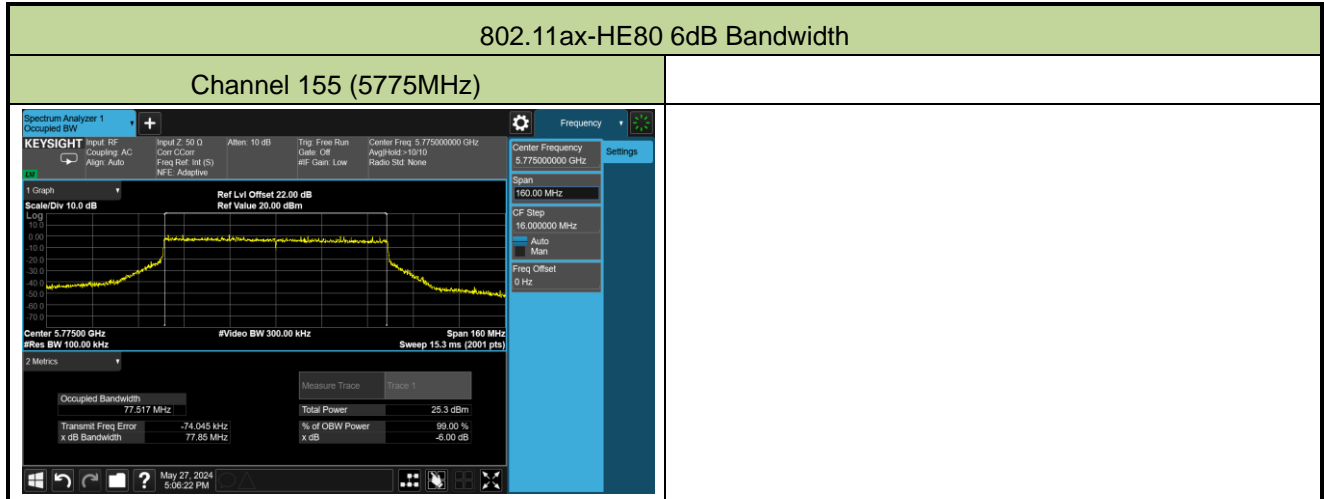 802.11ax-HE80 6dB Bandwidth
Channel 155 (5775MHz)
Spectrum Analyzer 1
Occupied BW
+
Frequency
KEYSIGHT
Input: RF
Coupling: AC
Align: Auto
LXI
Input Z: 50 Ω
Corr CCorr
Freq Ref: Int (S)
NFE: Adaptive
Atten: 10 dB
Trig: Free Run
Gate: Off
#IF Gain: Low
Center Freq: 5.775000000 GHz
Avg|Hold:>10/10
Radio Std: None
Center Frequency
5.775000000 GHz
Settings
Span
160.00 MHz
CF Step
16.000000 MHz
Auto
Man
Freq Offset
0 Hz
1 Graph
Scale/Div 10.0 dB
Ref Lvl Offset 22.00 dB
Ref Value 20.00 dBm
Log
10.0
0.00
-10.0
-20.0
-30.0
-40.0
-50.0
-60.0
-70.0
Center 5.77500 GHz
#Res BW 100.00 kHz
#Video BW 300.00 kHz
Span 160 MHz
Sweep 15.3 ms (2001 pts)
2 Metrics
Measure Trace Trace 1
Occupied Bandwidth
77.517 MHz
Total Power 25.3 dBm
Transmit Freq Error -74.045 kHz
% of OBW Power 99.00 %
x dB Bandwidth 77.85 MHz
x dB -6.00 dB
?
May 27, 2024
5:06:22 PM